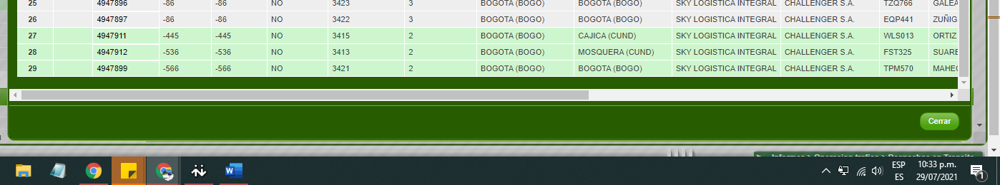 25 4947896 -86 -86 NO 3423 3 BOGOTA (BOGO) BOGOTA (BOGO) SKY LOGISTICA INTEGRAL CHALLENGER S.A. TZQ766 GALEA
26 4947897 -86 -86 NO 3422 3 BOGOTA (BOGO) BOGOTA (BOGO) SKY LOGISTICA INTEGRAL CHALLENGER S.A. EQP441 ZUÑIG
27 4947911 -445 -445 NO 3415 2 BOGOTA (BOGO) CAJICA (CUND) SKY LOGISTICA INTEGRAL CHALLENGER S.A. WLS013 ORTIZ
28 4947912 -536 -536 NO 3413 2 BOGOTA (BOGO) MOSQUERA (CUND) SKY LOGISTICA INTEGRAL CHALLENGER S.A. FST325 SUARE
29 4947899 -566 -566 NO 3421 2 BOGOTA (BOGO) BOGOTA (BOGO) SKY LOGISTICA INTEGRAL CHALLENGER S.A. TPM570 MAHEC
Cerrar
Informes > Operacion trafico > Despachos en Transito
ESP 10:33 p.m.
ES 29/07/2021
1